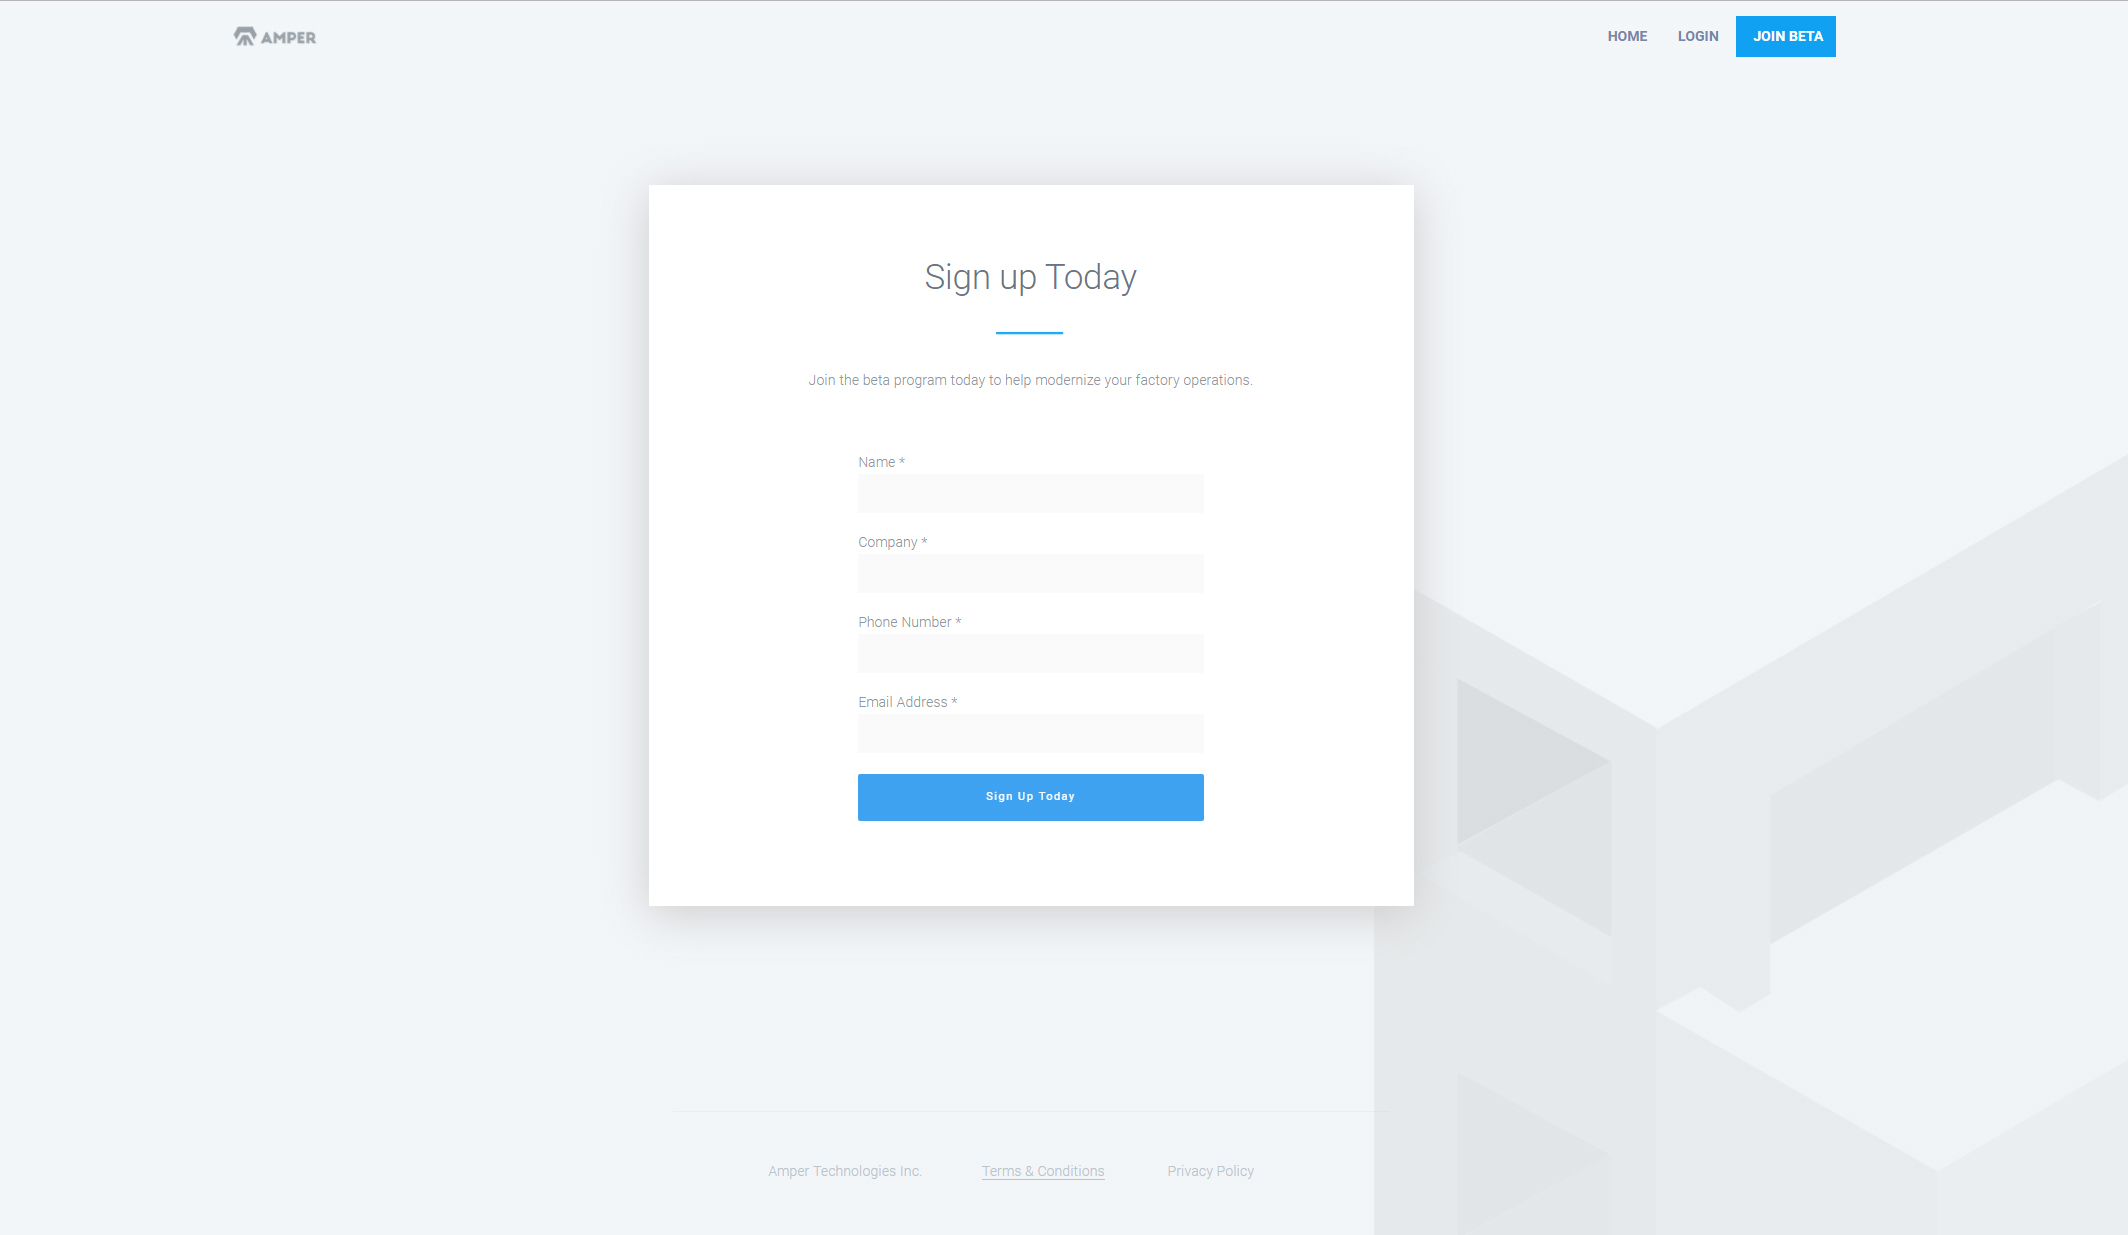 AMPER
HOME LOGIN JOIN BETA
Sign up Today
Join the beta program today to help modernize your factory operations.
Name *
Company *
Phone Number *
Email Address *
Sign Up Today
Amper Technologies Inc. Terms & Conditions Privacy Policy